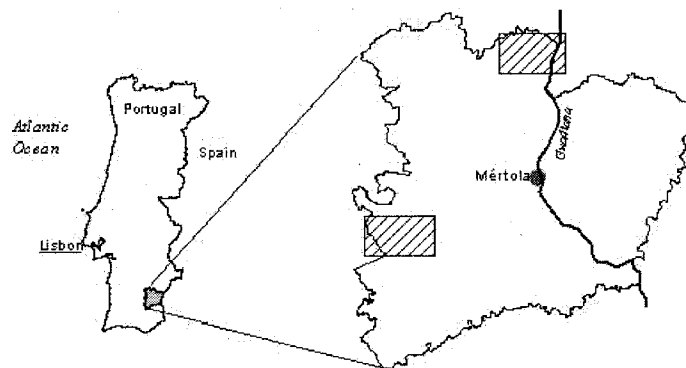 Portugal
Atlantic
Ocean
Spain
Lisbon
Mértola
Guadiana